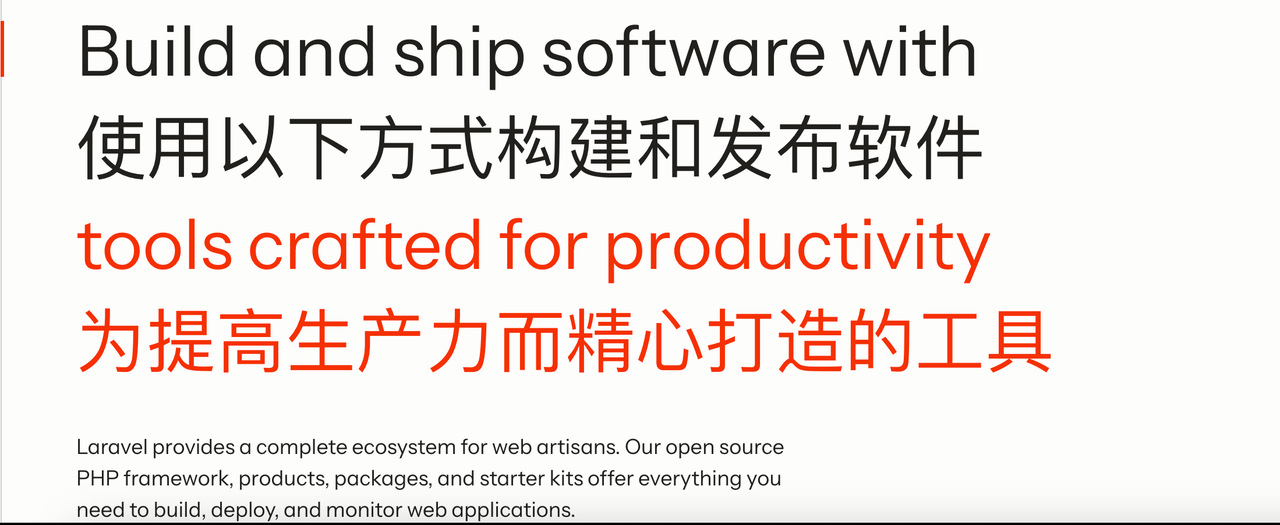 Build and ship software with
使用以下方式构建和发布软件
tools crafted for productivity
为提高生产力而精心打造的工具
Laravel provides a complete ecosystem for web artisans. Our open source
PHP framework, products, packages, and starter kits offer everything you
need to build, deploy, and monitor web applications.